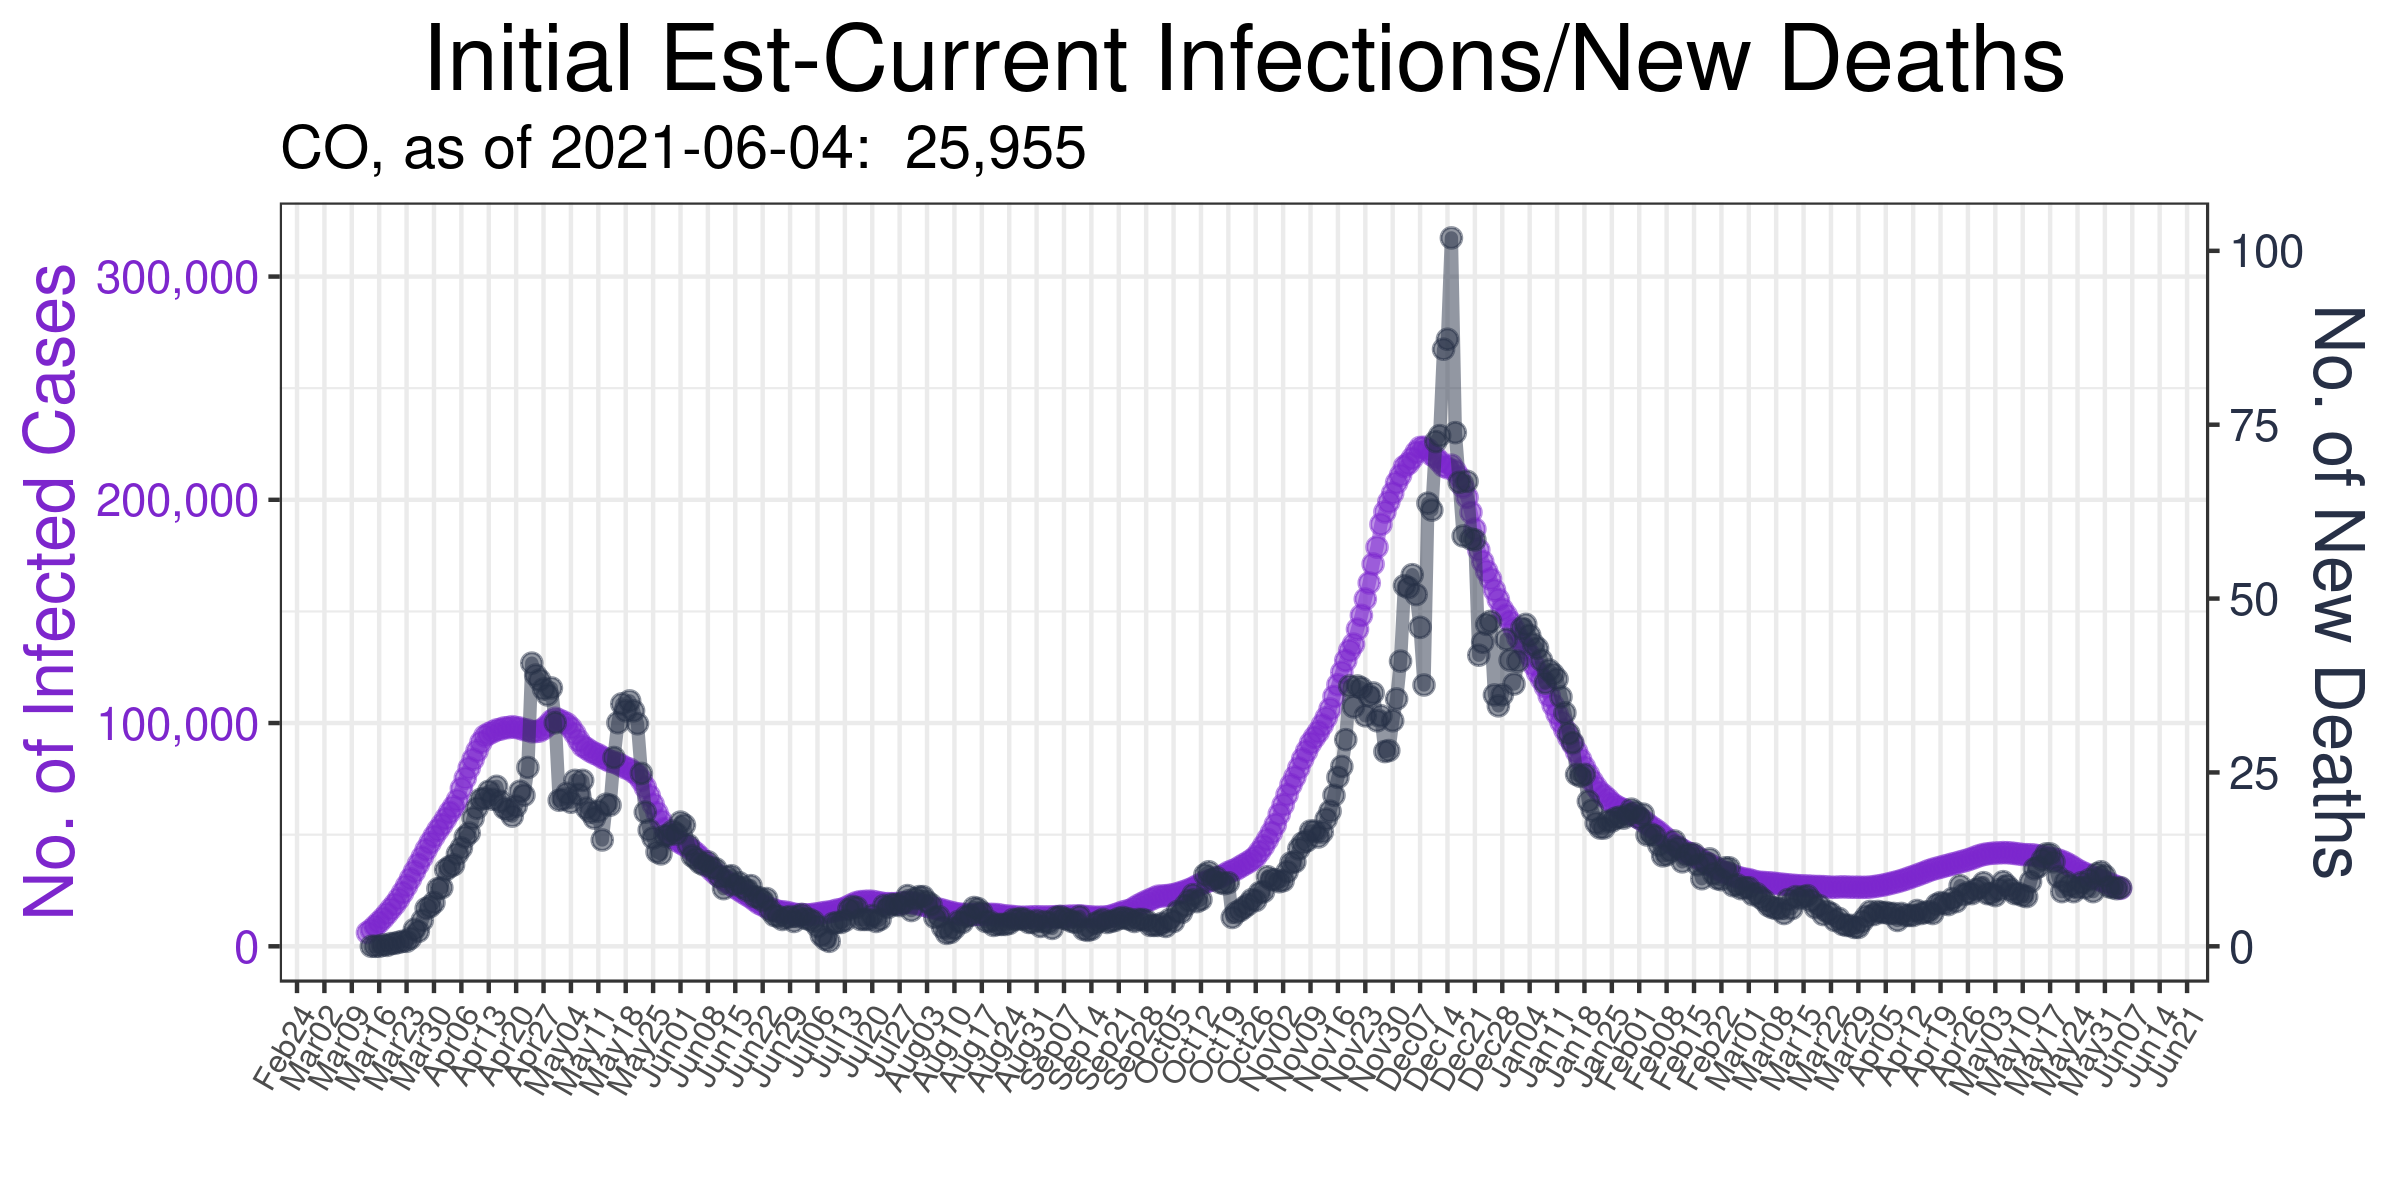 Initial Est-Current Infections/New Deaths
CO, as of 2021-06-04:  25,955
No. of Infected Cases
300,000
200,000
100,000
0
100
75
50
25
0
No. of New Deaths
Feb24
Mar02
Mar09
Mar16
Mar23
Mar30
Apr06
Apr13
Apr20
Apr27
May04
May11
May18
May25
Jun01
Jun08
Jun15
Jun22
Jun29
Jul06
Jul13
Jul20
Jul27
Aug03
Aug10
Aug17
Aug24
Aug31
Sep07
Sep14
Sep21
Sep28
Oct05
Oct12
Oct19
Oct26
Nov02
Nov09
Nov16
Nov23
Nov30
Dec07
Dec14
Dec21
Dec28
Jan04
Jan11
Jan18
Jan25
Feb01
Feb08
Feb15
Feb22
Mar01
Mar08
Mar15
Mar22
Mar29
Apr05
Apr12
Apr19
Apr26
May03
May10
May17
May24
May31
Jun07
Jun14
Jun21